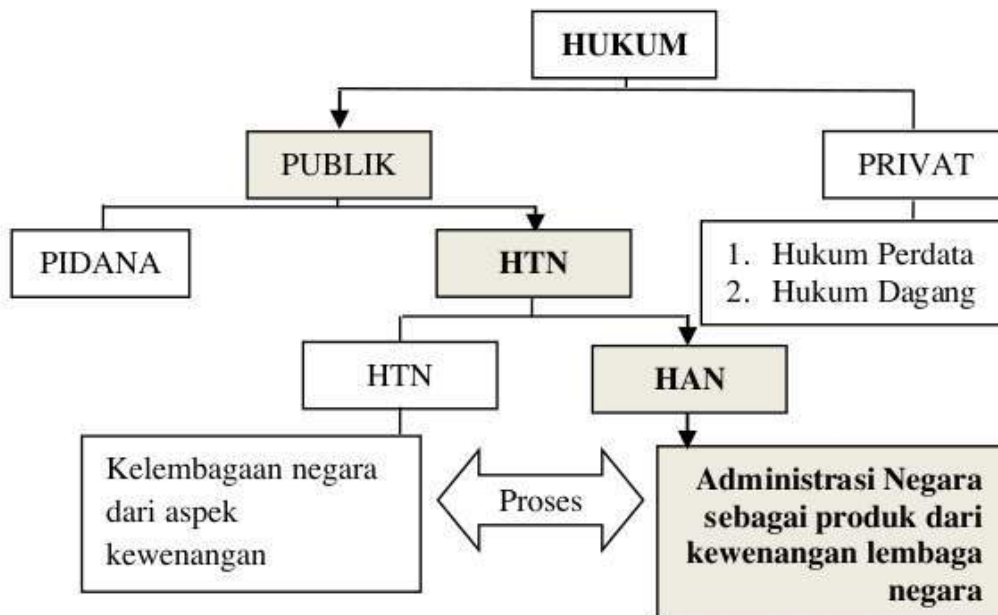 HUKUM
PUBLIK
PRIVAT
PIDANA
HTN
1. Hukum Perdata
2. Hukum Dagang
HTN
HAN
Kelembagaan negara
dari aspek
kewenangan
Proses
Administrasi Negara
sebagai produk dari
kewenangan lembaga
negara